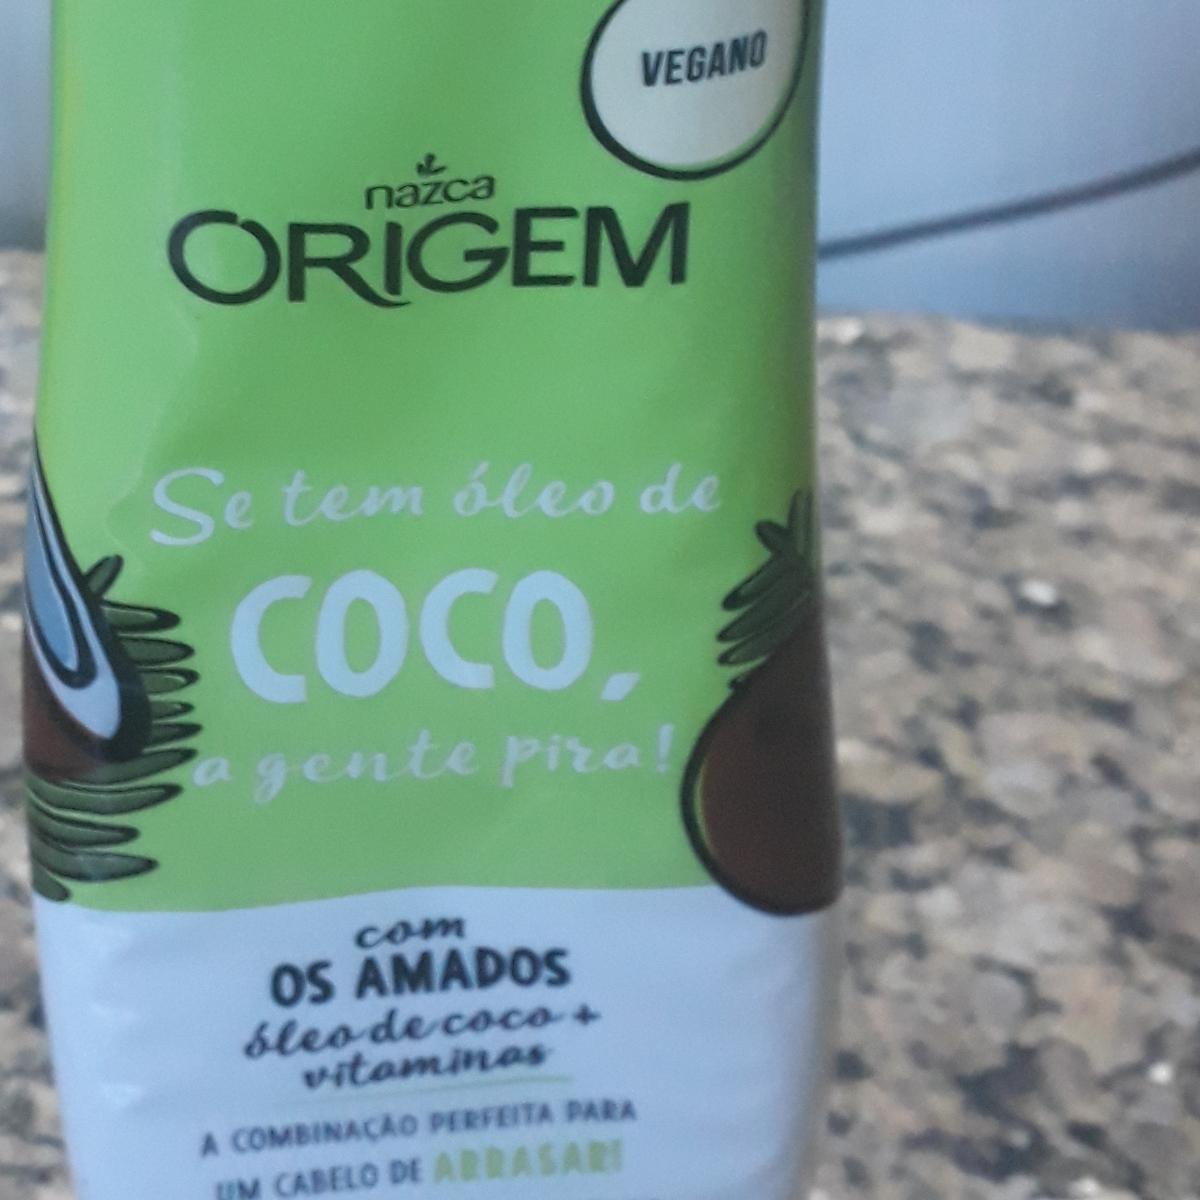 VEGANO
nazca
ORIGEM
Se tem óleo de
COCO,
a gente pira!
com
OS AMADOS
óleo de coco +
vitaminas
A COMBINAÇÃO PERFEITA PARA
UM CABELO DE ARRASAR!